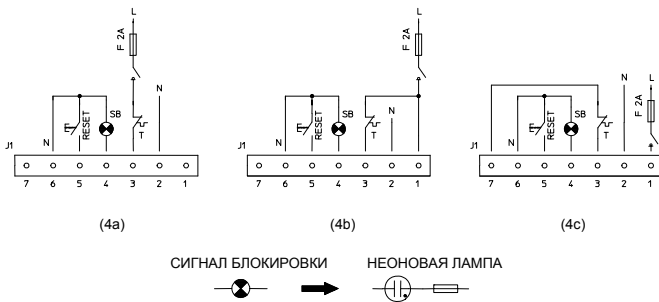 L
F 2A
N
N
RESET
SB
T
J1
7 6 5 4 3 2 1
(4a)
L
F 2A
N
N
RESET
SB
T
J1
7 6 5 4 3 2 1
(4b)
N
L
F 2A
N
RESET
SB
T
J1
7 6 5 4 3 2 1
(4c)
СИГНАЛ БЛОКИРОВКИ
НЕОНОВАЯ ЛАМПА